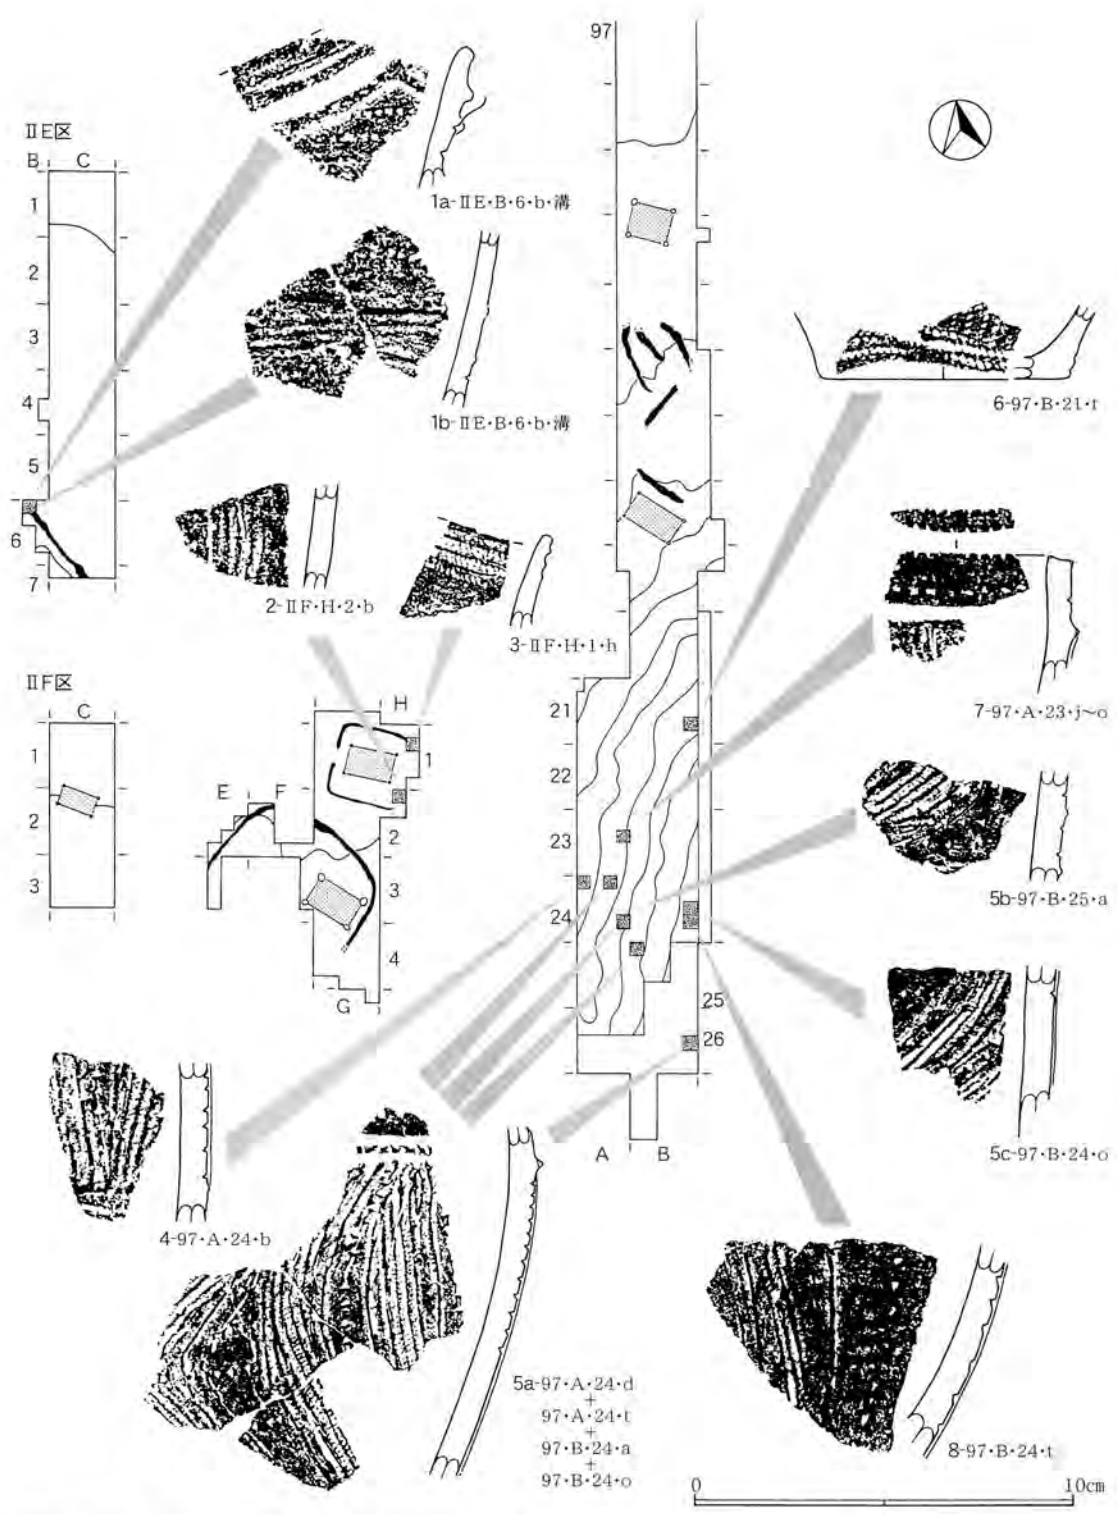 97
ⅡE区
B C
1
2
3
4
5
6
7
1a-ⅡE・B・6・b・溝
1b-ⅡE・B・6・b・溝
2-ⅡF・H・2・b
3-ⅡF・H・1・h
ⅡF区
C
1
2
3
H
E F
1
2
3
4
G
21
22
23
24
25
26
A B
6-97・B・21・f
7-97・A・23・j〜o
5b-97・B・25・a
5c-97・B・24・o
4-97・A・24・b
5a-97・A・24・d
+
97・A・24・t
+
97・B・24・a
+
97・B・24・o
8-97・B・24・t
0 10cm